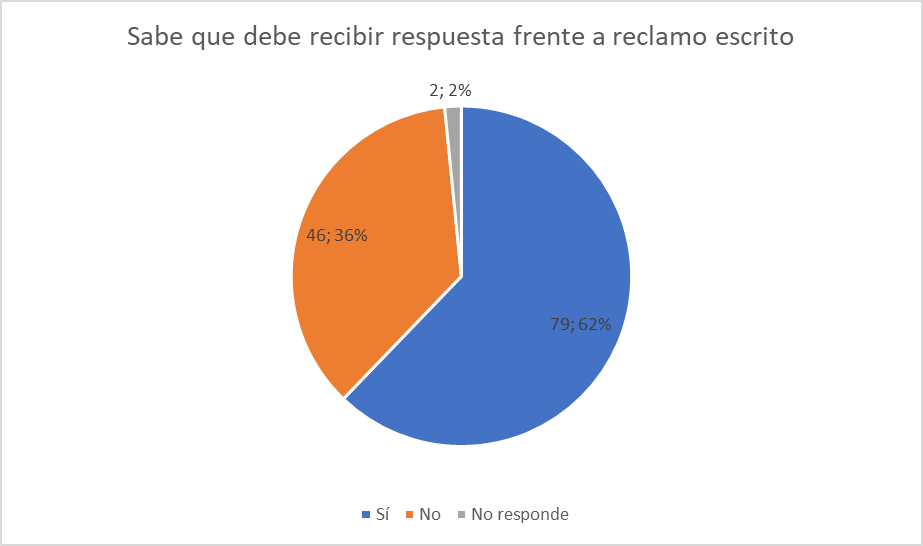 Sabe que debe recibir respuesta frente a reclamo escrito
2; 2%
46; 36%
79; 62%
Sí No No responde